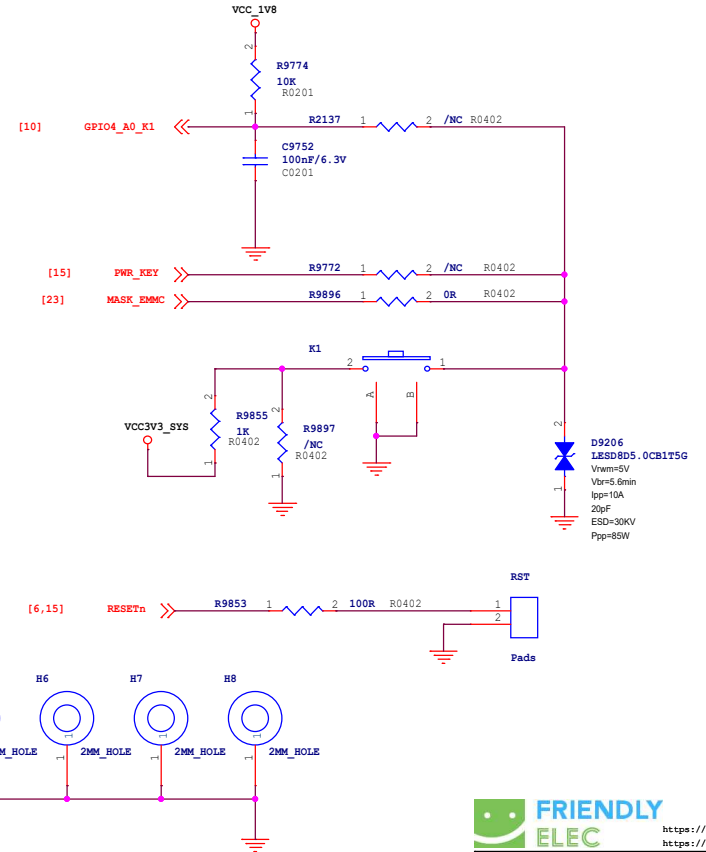 VCC_1V8
2
R9774
10K
R0201
1
[10] GPIO4_A0_K1 R2137 1 2 /NC R0402
C9752
100nF/6.3V
C0201
[15] PWR_KEY R9772 1 2 /NC R0402
[23] MASK_EMMC R9896 1 2 0R R0402
K1
2 1
A B
2 2
R9855
1K
R0402
1
VCC3V3_SYS
R9897
/NC
R0402
1
2
D9206
LESD8D5.0CB1T5G
Vrwm=5V
Vbr=5.6min
Ipp=10A
20pF
ESD=30KV
Ppp=85W
1
RST
[6,15] RESETn R9853 1 2 100R R0402 1
2
Pads
H6 H7 H8
1 1 1
M_HOLE 2MM_HOLE 2MM_HOLE 2MM_HOLE
1 1 1
FRIENDLY
ELEC
https://
https://